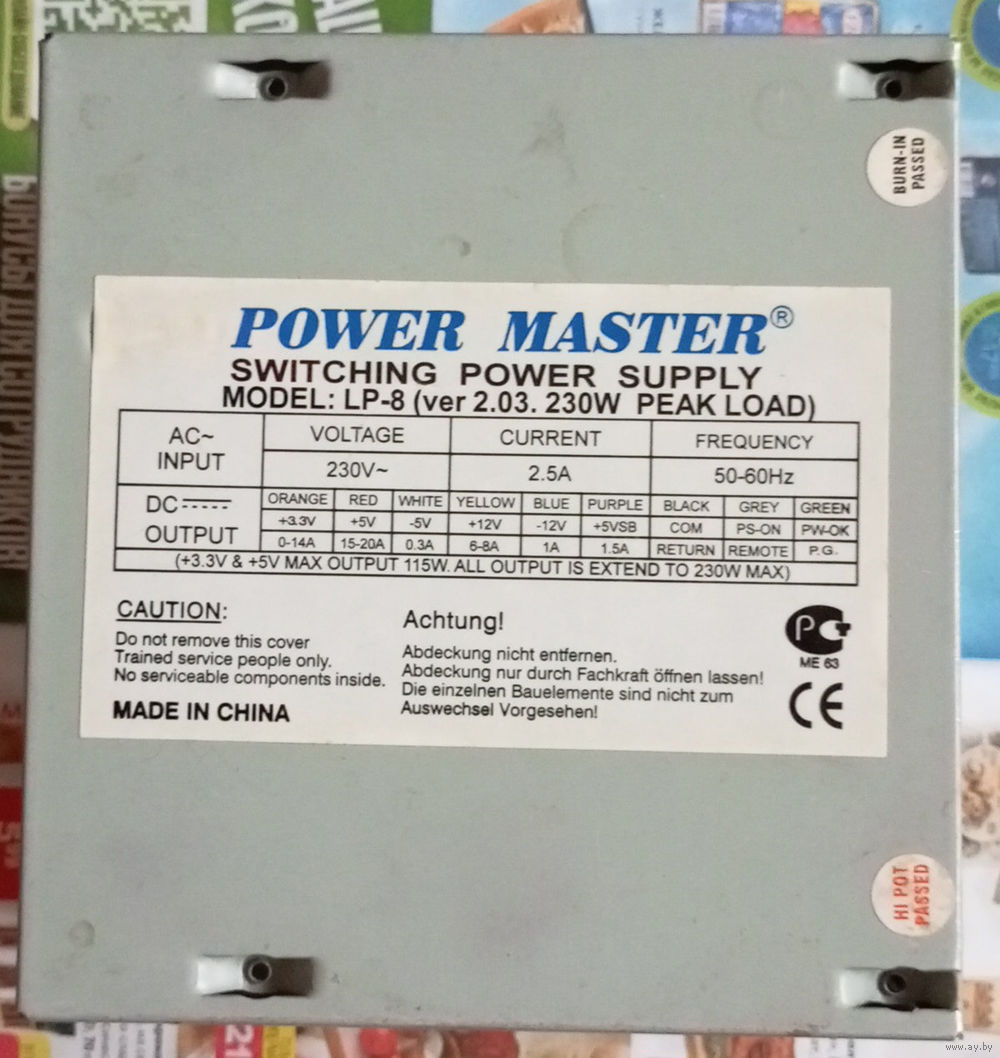 BURN-IN
PASSED
POWER MASTER®
SWITCHING POWER SUPPLY
MODEL: LP-8 (ver 2.03. 230W PEAK LOAD)
AC~ INPUT VOLTAGE CURRENT FREQUENCY
230V~ 2.5A 50-60Hz
DC OUTPUT ORANGE RED WHITE YELLOW BLUE PURPLE BLACK GREY GREEN
+3.3V +5V -5V +12V -12V +5VSB COM PS-ON PW-OK
0-14A 15-20A 0.3A 6-8A 1A 1.5A RETURN REMOTE P.G.
(+3.3V & +5V MAX OUTPUT 115W. ALL OUTPUT IS EXTEND TO 230W MAX)
CAUTION:
Do not remove this cover
Trained service people only.
No serviceable components inside.
MADE IN CHINA
Achtung!
Abdeckung nicht entfernen.
Abdeckung nur durch Fachkraft öffnen lassen!
Die einzelnen Bauelemente sind nicht zum
Auswechsel Vorgesehen!
ME 63
CE
HI POT
PASSED
БОНУСЫ ДЛЯ
21
www.ay.by